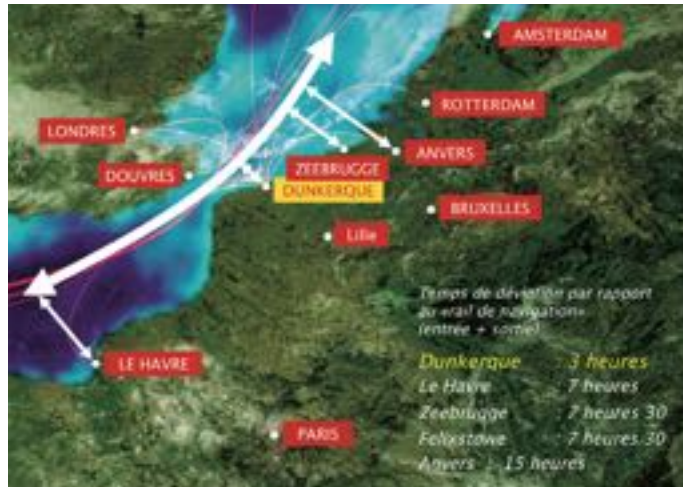 AMSTERDAM
ROTTERDAM
LONDRES
ANVERS
ZEEBRUGGE
DOUVRES
DUNKERQUE
BRUXELLES
Lille
Temps de déviation par rapport
au «rail de navigation»
(entrée + sortie)
LE HAVRE
Dunkerque : 3 heures
Le Havre : 7 heures
Zeebrugge : 7 heures 30
Felixstowe : 7 heures 30
PARIS
Anvers : 15 heures